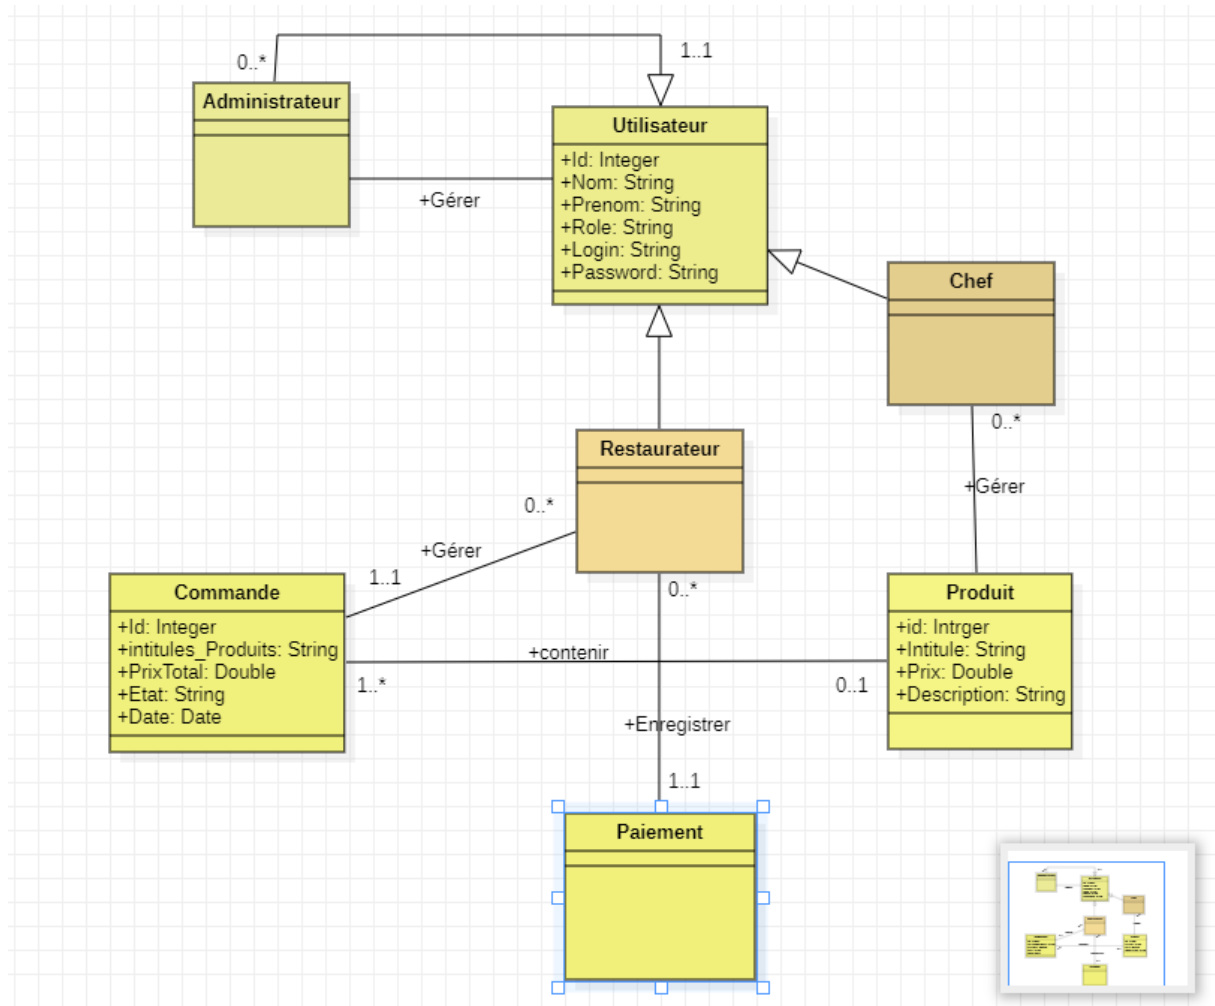 0..*
1..1
Administrateur
Utilisateur
+Id: Integer
+Nom: String
+Prenom: String
+Role: String
+Login: String
+Password: String
+Gérer
Chef
0..*
+Gérer
Restaurateur
0..*
+Gérer
1..1
0..*
Commande
+Id: Integer
+intitules_Produits: String
+PrixTotal: Double
+Etat: String
+Date: Date
Produit
+id: Intrger
+Intitule: String
+Prix: Double
+Description: String
+contenir
1..*
0..1
+Enregistrer
1..1
Paiement